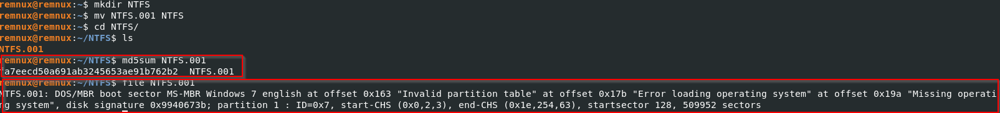 remnux@remnux:~$ mkdir NTFS
remnux@remnux:~$ mv NTFS.001 NTFS
remnux@remnux:~$ cd NTFS/
remnux@remnux:~/NTFS$ ls
NTFS.001
remnux@remnux:~/NTFS$ md5sum NTFS.001
fa7eecd50a691ab3245653ae91b762b2  NTFS.001
remnux@remnux:~/NTFS$ file NTFS.001
NTFS.001: DOS/MBR boot sector MS-MBR Windows 7 english at offset 0x163 "Invalid partition table" at offset 0x17b "Error loading operating system" at offset 0x19a "Missing operati
ng system", disk signature 0x9940673b; partition 1 : ID=0x7, start-CHS (0x0,2,3), end-CHS (0x1e,254,63), startsector 128, 509952 sectors